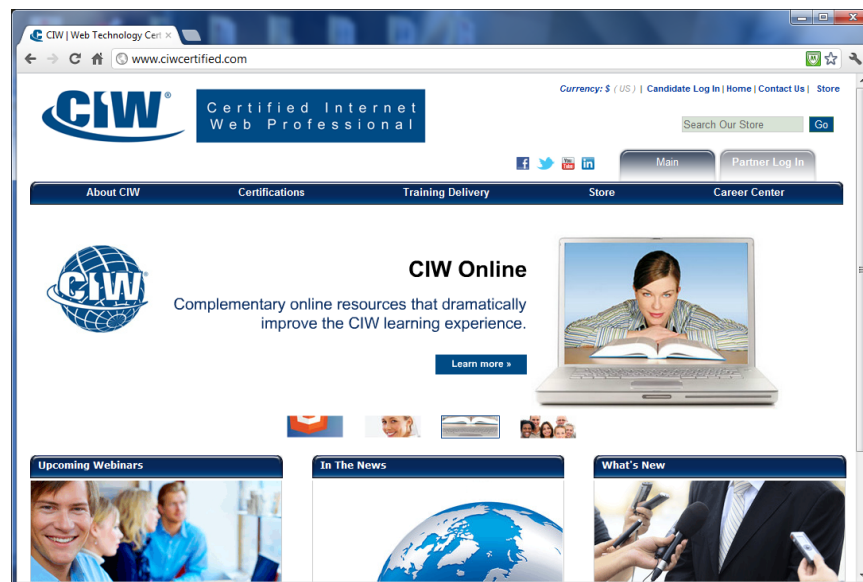 CIW | Web Technology Cert
www.ciwcertified.com
Currency: $ ( US ) | Candidate Log In | Home | Contact Us | Store
CIW®
Certified Internet
Web Professional
Search Our Store
Go
You Tube
Main
Partner Log In
About CIW
Certifications
Training Delivery
Store
Career Center
CIW
CIW Online
Complementary online resources that dramatically
improve the CIW learning experience.
Learn more »
Upcoming Webinars
In The News
What's New